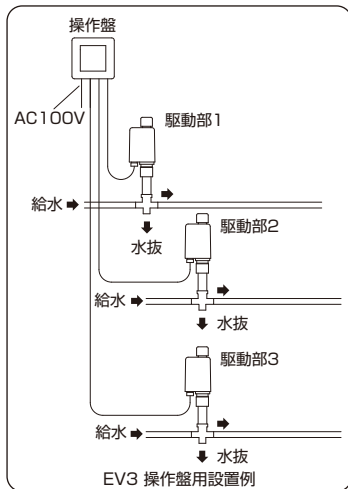 操作盤
AC100V
駆動部1
給水➡ ➡
⬇
水抜
駆動部2
給水➡ ➡
⬇
水抜
駆動部3
給水➡ ➡
⬇ 水抜
EV3 操作盤用設置例